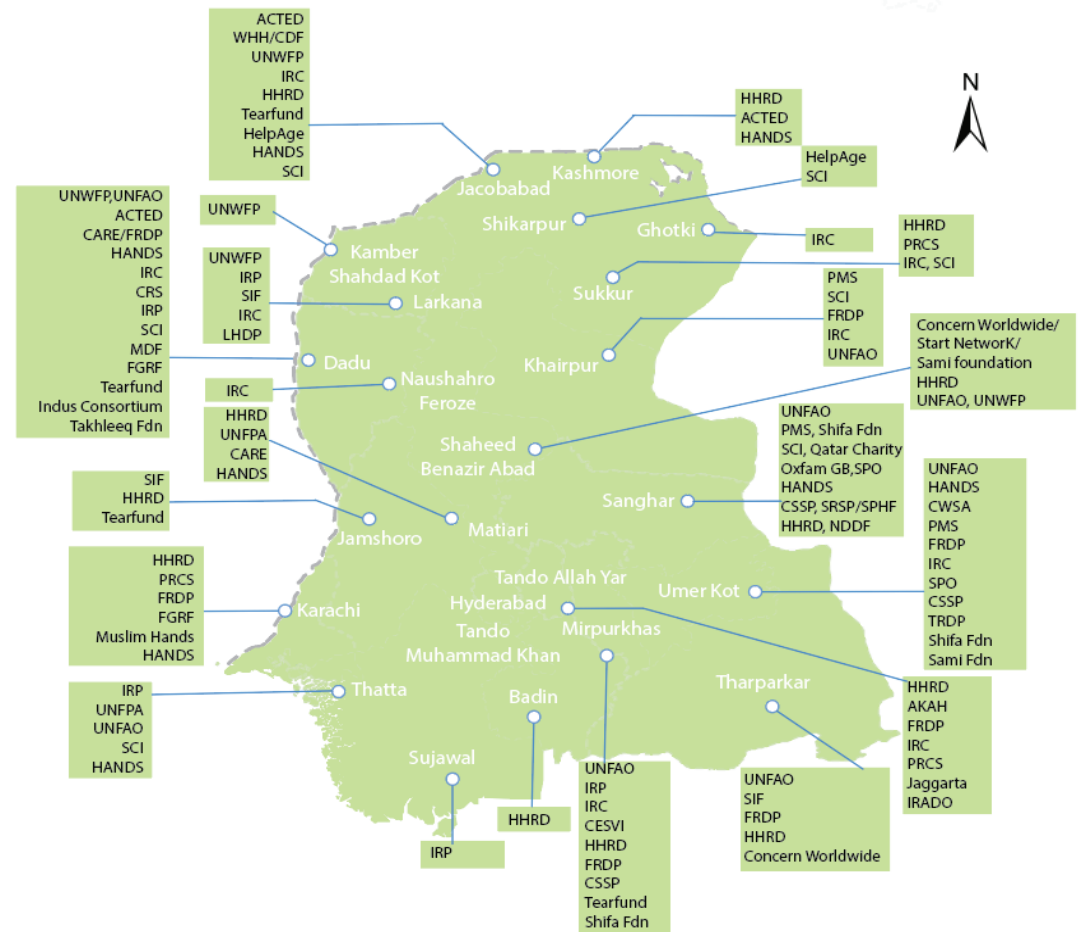 ACTED
WHH/CDF
UNWFP
IRC
HHRD
Tearfund
HelpAge
HANDS
SCI
N
HHRD
ACTED
HANDS
HelpAge
SCI
Jacobabad
Kashmore
Shikarpur
Ghotki
IRC
HHRD
PRCS
IRC, SCI
UNWFP,UNFAO
ACTED
CARE/FRDP
HANDS
IRC
CRS
IRP
SCI
MDF
FGRF
Tearfund
Indus Consortium
Takhleeq Fdn
UNWFP
Kamber
Shahdad Kot
UNWFP
IRP
SIF
IRC
LHDP
Larkana
Sukkur
PMS
SCI
FRDP
IRC
UNFAO
Khairpur
Dadu
IRC
Naushahro
Feroze
Concern Worldwide/
Start NetworK/
Sami foundation
HHRD
UNFAO, UNWFP
HHRD
UNFPA
CARE
HANDS
Shaheed
Benazir Abad
UNFAO
PMS, Shifa Fdn
SCI, Qatar Charity
Oxfam GB,SPO
HANDS
CSSP, SRSP/SPHF
HHRD, NDDF
Sanghar
SIF
HHRD
Tearfund
Jamshoro
Matiari
UNFAO
HANDS
CWSA
PMS
FRDP
IRC
SPO
CSSP
TRDP
Shifa Fdn
Sami Fdn
HHRD
PRCS
FRDP
FGRF
Muslim Hands
HANDS
Karachi
Tando Allah Yar
Hyderabad
Mirpurkhas
Tando
Muhammad Khan
Umer Kot
IRP
UNFPA
UNFAO
SCI
HANDS
Thatta
Badin
Tharparkar
HHRD
AKAH
FRDP
IRC
PRCS
Jaggarta
IRADO
Sujawal
IRP
HHRD
UNFAO
IRP
IRC
CESVI
HHRD
FRDP
CSSP
Tearfund
Shifa Fdn
UNFAO
SIF
FRDP
HHRD
Concern Worldwide